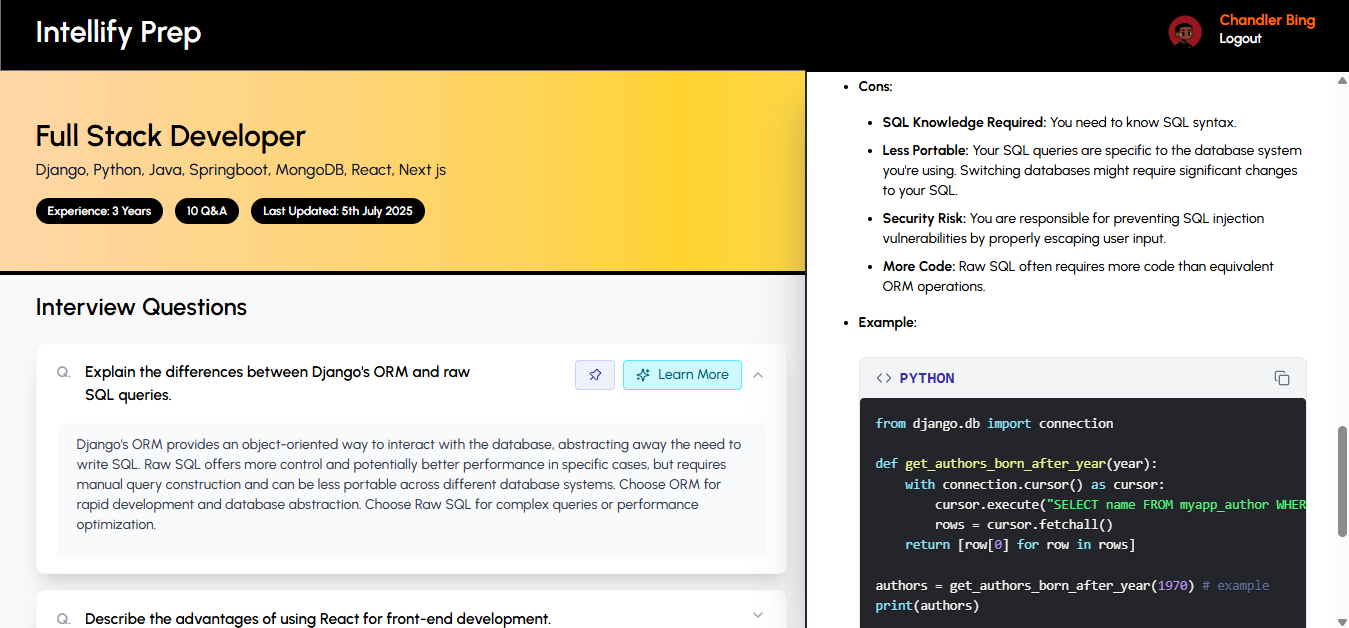 Intellify Prep
Chandler Bing
Logout
Full Stack Developer
Django, Python, Java, Springboot, MongoDB, React, Next js
Experience: 3 Years
10 Q&A
Last Updated: 5th July 2025
Interview Questions
Q.
Explain the differences between Django's ORM and raw
SQL queries.
Learn More
Django's ORM provides an object-oriented way to interact with the database, abstracting away the need to
write SQL. Raw SQL offers more control and potentially better performance in specific cases, but requires
manual query construction and can be less portable across different database systems. Choose ORM for
rapid development and database abstraction. Choose Raw SQL for complex queries or performance
optimization.
Q.
Describe the advantages of using React for front-end development.
• Cons:
• SQL Knowledge Required: You need to know SQL syntax.
• Less Portable: Your SQL queries are specific to the database system
you're using. Switching databases might require significant changes
to your SQL.
• Security Risk: You are responsible for preventing SQL injection
vulnerabilities by properly escaping user input.
• More Code: Raw SQL often requires more code than equivalent
ORM operations.
• Example:
<> PYTHON
from django.db import connection
def get_authors_born_after_year(year):
    with connection.cursor() as cursor:
        cursor.execute("SELECT name FROM myapp_author WHER
        rows = cursor.fetchall()
    return [row[0] for row in rows]
authors = get_authors_born_after_year(1970) # example
print(authors)